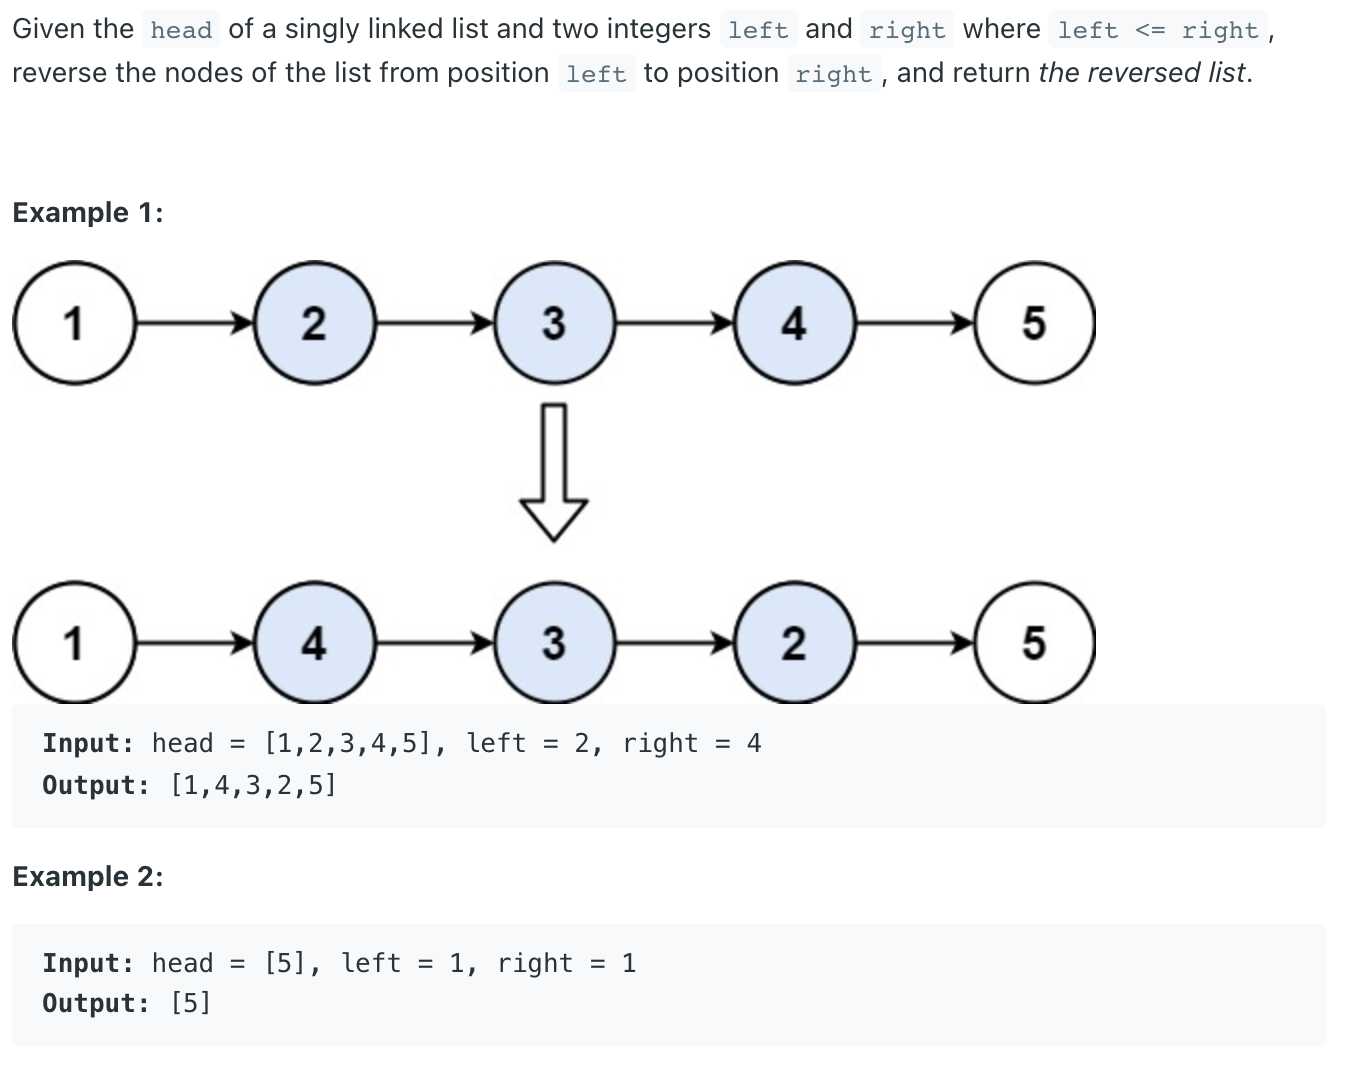 Given the head of a singly linked list and two integers left and right where left <= right ,
reverse the nodes of the list from position left to position right , and return the reversed list.
Example 1:
1 2 3 4 5
1 4 3 2 5
Input: head = [1,2,3,4,5], left = 2, right = 4
Output: [1,4,3,2,5]
Example 2:
Input: head = [5], left = 1, right = 1
Output: [5]